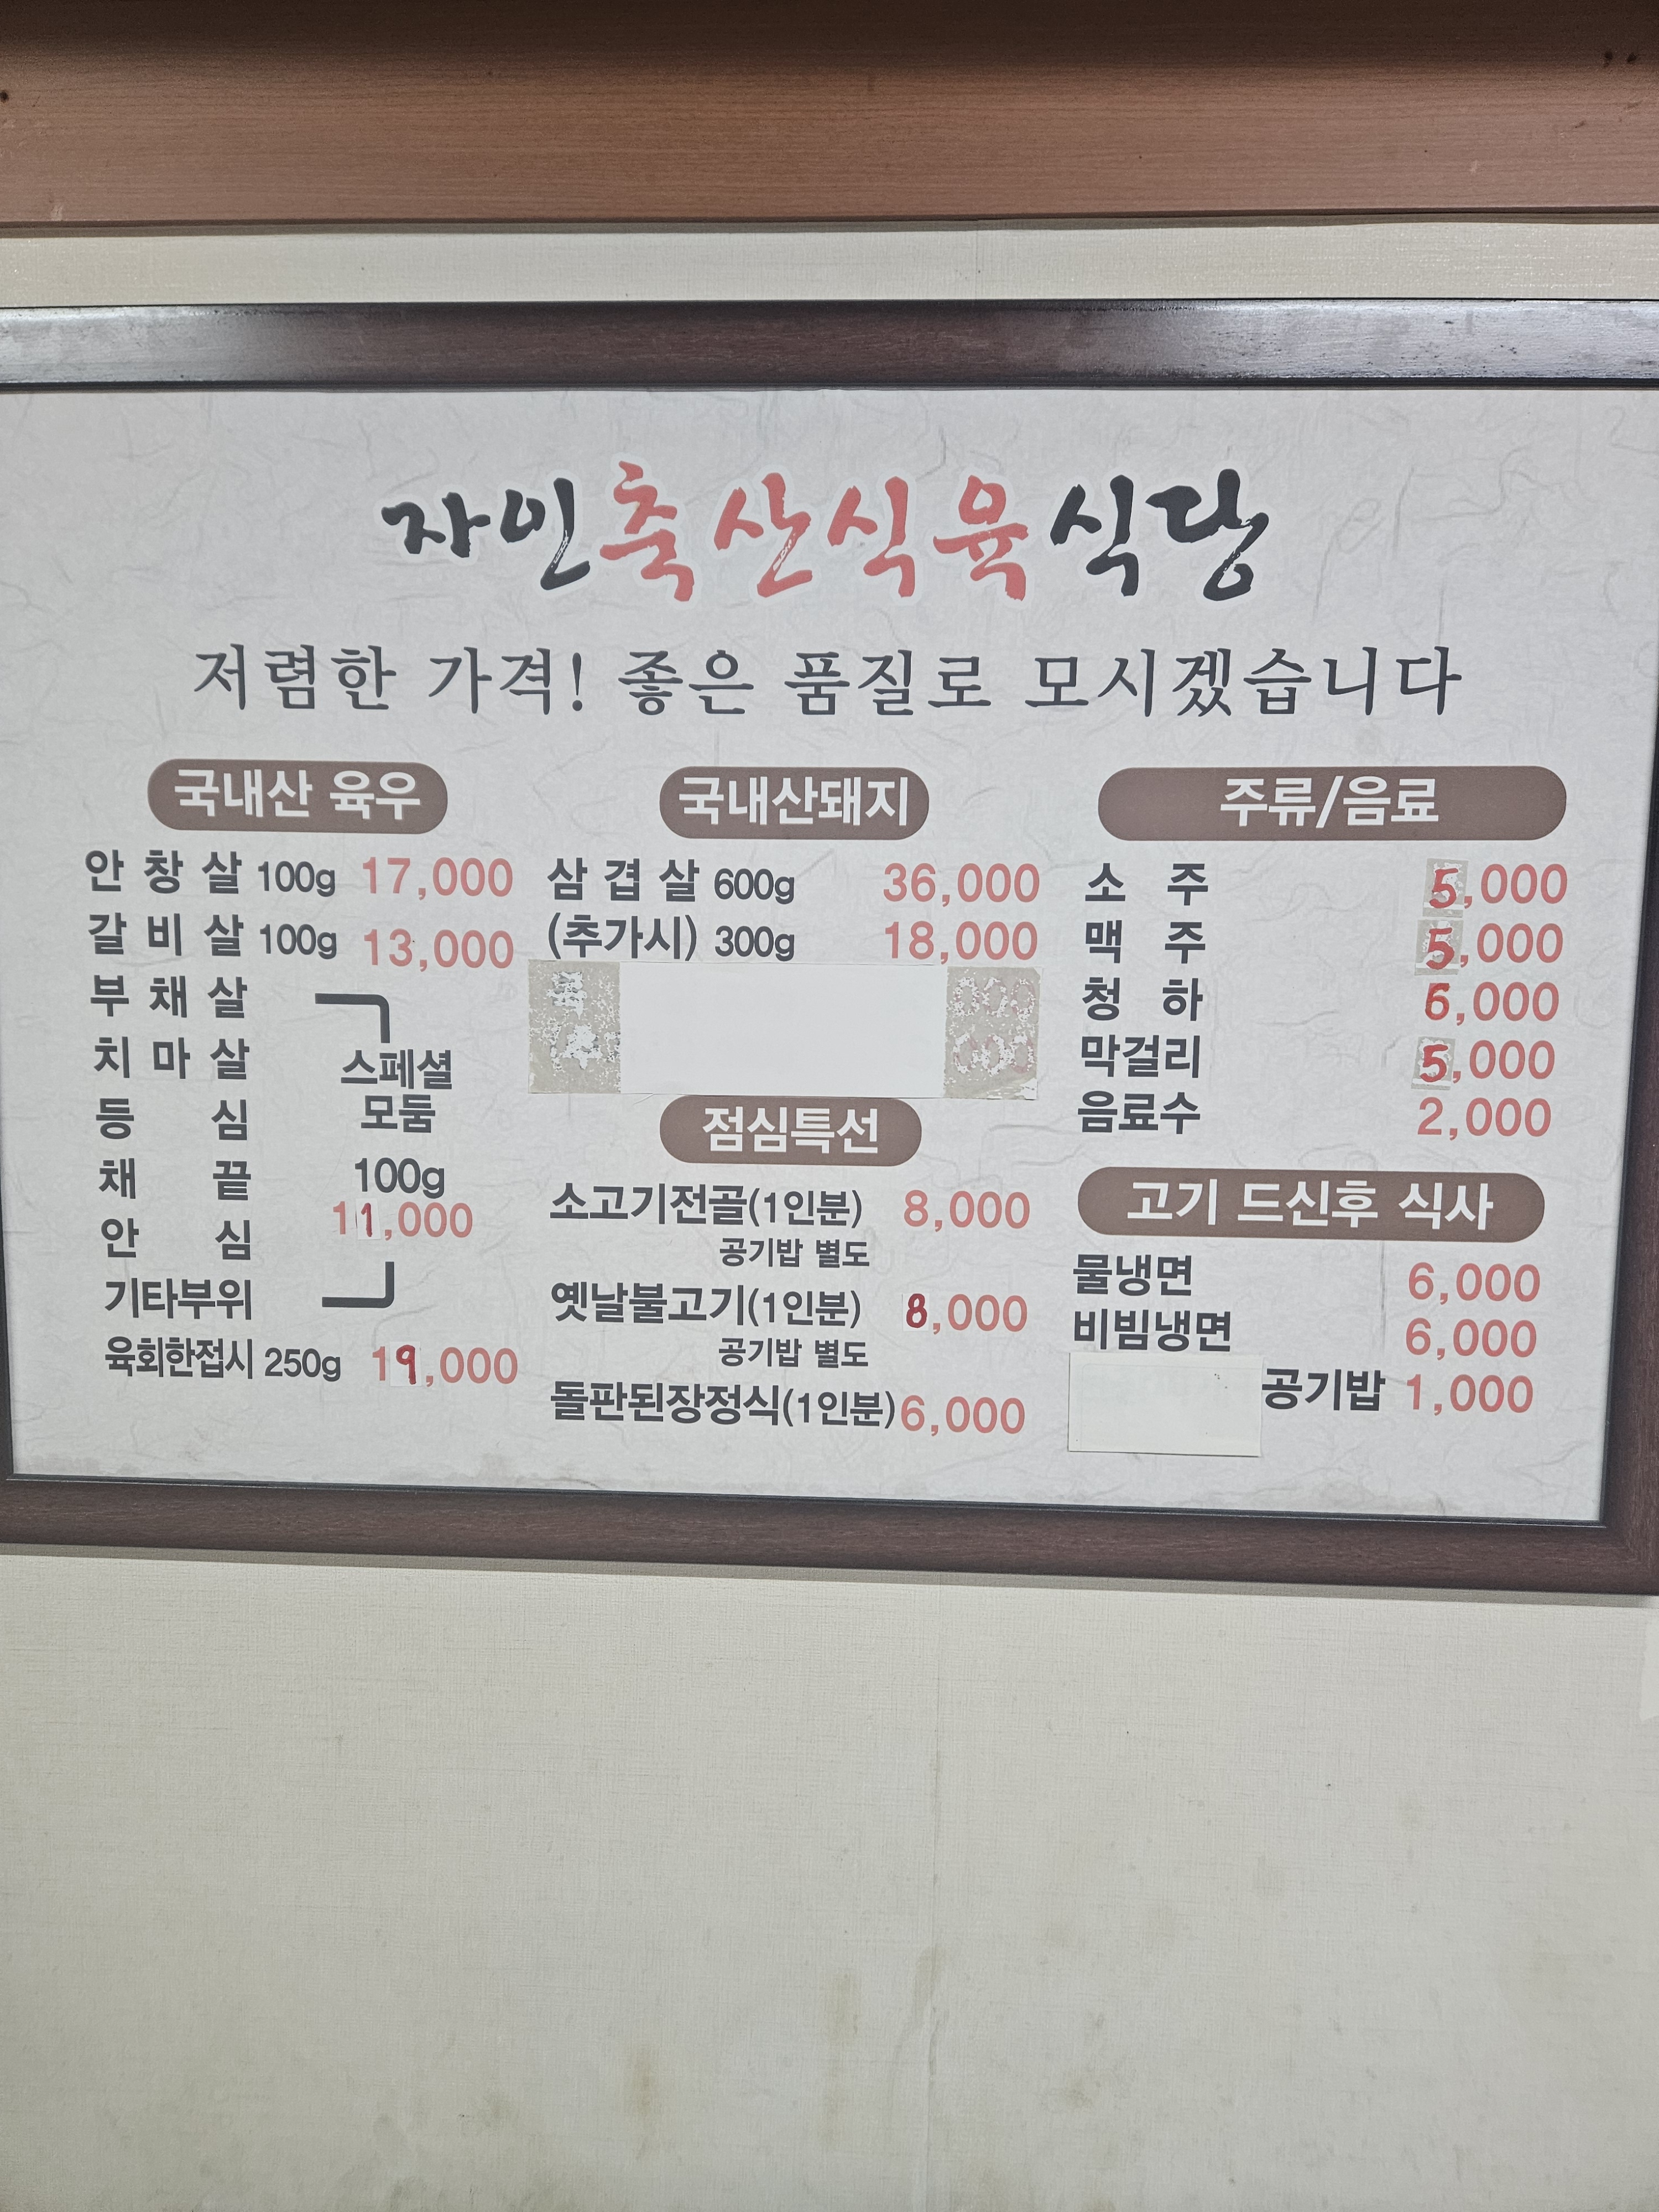 자인축산식육식당
저렴한 가격! 좋은 품질로 모시겠습니다
국내산 육우
안창살 100g 17,000
갈비살 100g 13,000
부채살
치마살
등심
채끝
안심
기타부위
스페셜
모둠
100g
11,000
육회한접시 250g 19,000
국내산돼지
삼겹살 600g 36,000
(추가시) 300g 18,000
점심특선
소고기전골(1인분) 8,000
공기밥 별도
옛날불고기(1인분) 8,000
공기밥 별도
돌판된장정식(1인분) 6,000
주류/음료
소주 5,000
맥주 5,000
청하 6,000
막걸리 5,000
음료수 2,000
고기 드신후 식사
물냉면 6,000
비빔냉면 6,000
공기밥 1,000